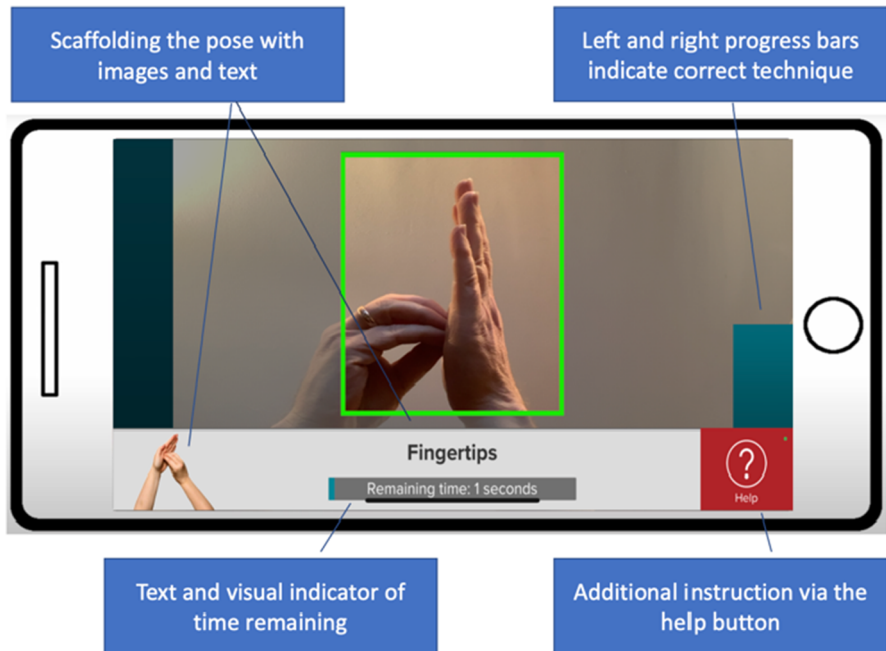 Scaffolding the pose with
images and text
Left and right progress bars
indicate correct technique
Fingertips
Remaining time: 1 seconds
?
Help
Text and visual indicator of
time remaining
Additional instruction via the
help button